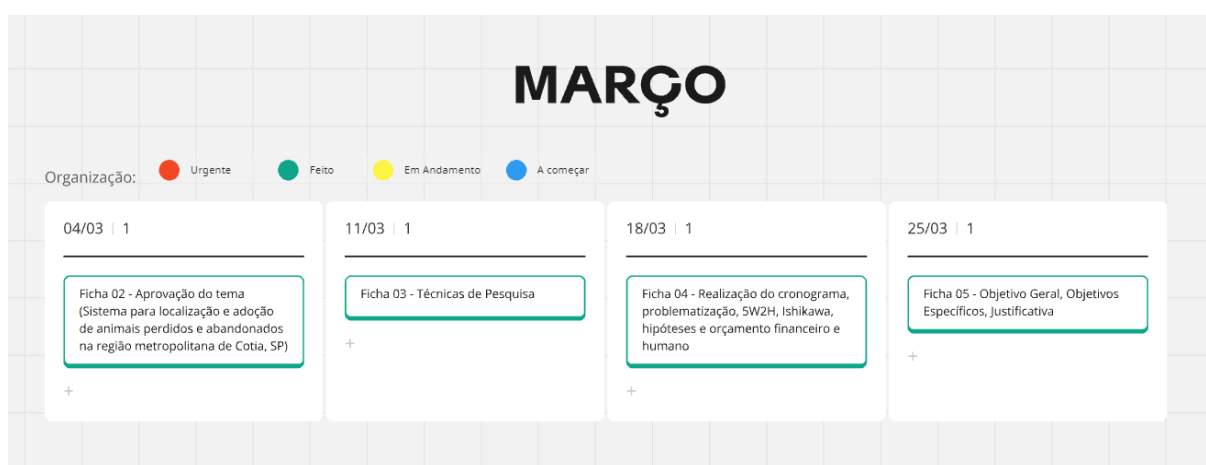 MARÇO
Organização: Urgente Feito Em Andamento A começar
04/03 | 1
Ficha 02 - Aprovação do tema
(Sistema para localização e adoção
de animais perdidos e abandonados
na região metropolitana de Cotia, SP)
+
11/03 | 1
Ficha 03 - Técnicas de Pesquisa
+
18/03 | 1
Ficha 04 - Realização do cronograma,
problematização, 5W2H, Ishikawa,
hipóteses e orçamento financeiro e
humano
+
25/03 | 1
Ficha 05 - Objetivo Geral, Objetivos
Específicos, Justificativa
+